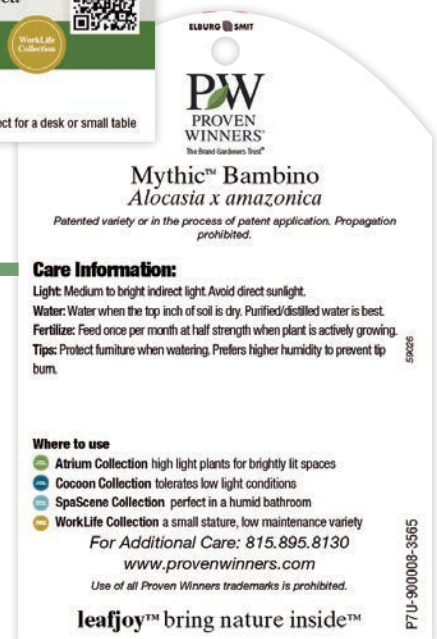 WorkLife
Collection
ect for a desk or small table
ELBURG SMIT
PW
PROVEN
WINNERS®
The Brand Gardeners Trust®
Mythic™ Bambino
Alocasia x amazonica
Patented variety or in the process of patent application. Propagation
prohibited.
Care Information:
Light: Medium to bright indirect light. Avoid direct sunlight.
Water: Water when the top inch of soil is dry. Purified/distilled water is best.
Fertilize: Feed once per month at half strength when plant is actively growing.
Tips: Protect furniture when watering. Prefers higher humidity to prevent tip
burn.
59026
Where to use
Atrium Collection high light plants for brightly lit spaces
Cocoon Collection tolerates low light conditions
SpaScene Collection perfect in a humid bathroom
WorkLife Collection a small stature, low maintenance variety
For Additional Care: 815.895.8130
www.provenwinners.com
Use of all Proven Winners trademarks is prohibited.
leafjoy™ bring nature inside™
P7U-900008-3565